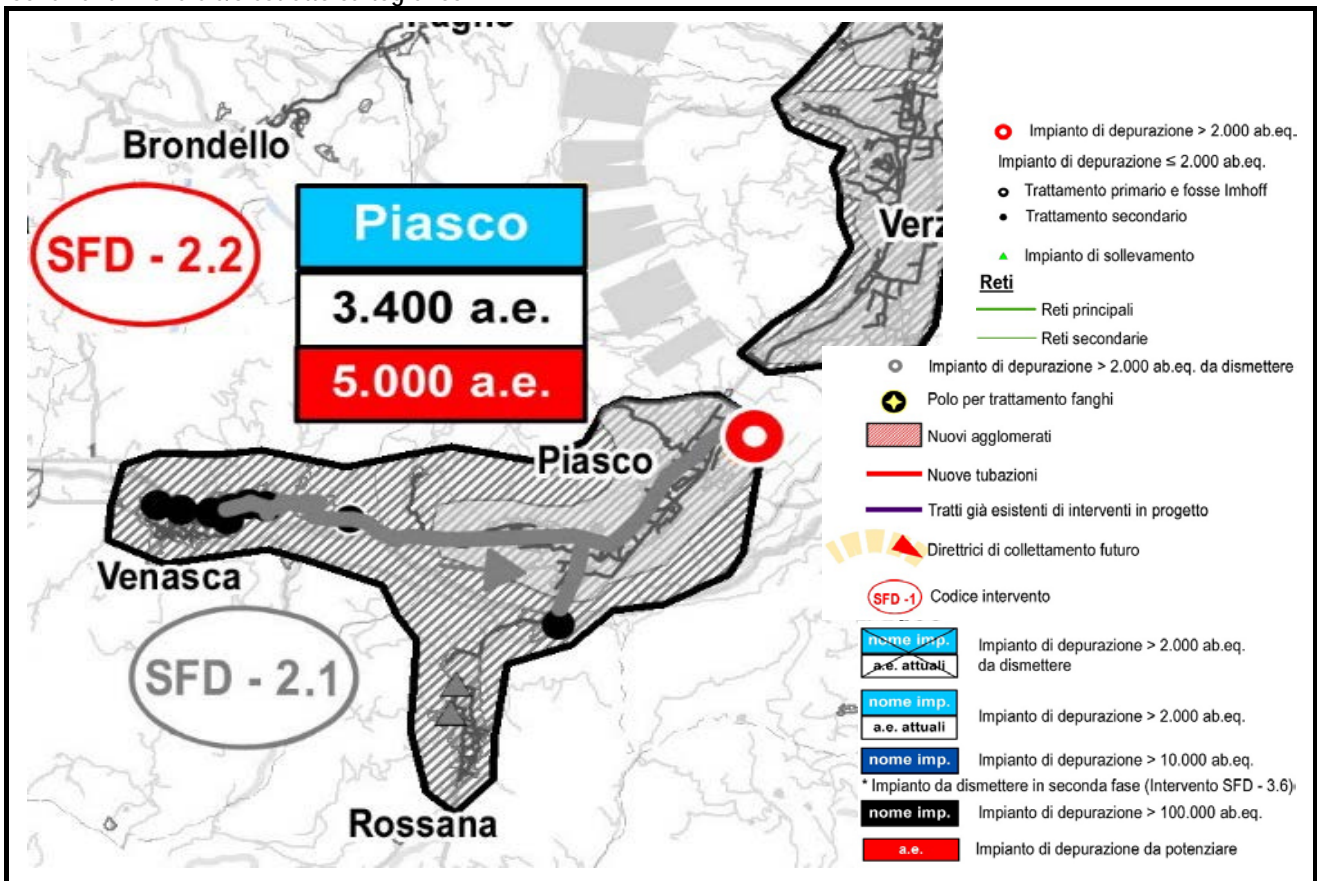 Brondello
SFD - 2.2
Piasco
3.400 a.e.
5.000 a.e.
Piasco
Venasca
SFD - 2.1
Rossana
1
Impianto di depurazione > 2.000 ab.eq.
Impianto di depurazione ≤ 2.000 ab.eq.
Trattamento primario e fosse Imhoff
Trattamento secondario
Impianto di sollevamento
Reti
Reti principali
Reti secondarie
Impianto di depurazione > 2.000 ab.eq. da dismettere
Polo per trattamento fanghi
Nuovi agglomerati
Nuove tubazioni
Tratti già esistenti di interventi in progetto
Direttrici di collettamento futuro
SFD -1 Codice intervento
nome imp.
a.e. attuali
Impianto di depurazione > 2.000 ab.eq.
da dismettere
nome imp.
a.e. attuali
Impianto di depurazione > 2.000 ab.eq.
nome imp. Impianto di depurazione > 10.000 ab.eq.
* Impianto da dismettere in seconda fase (Intervento SFD - 3.6)
nome imp. Impianto di depurazione > 100.000 ab.eq.
a.e. Impianto di depurazione da potenziare